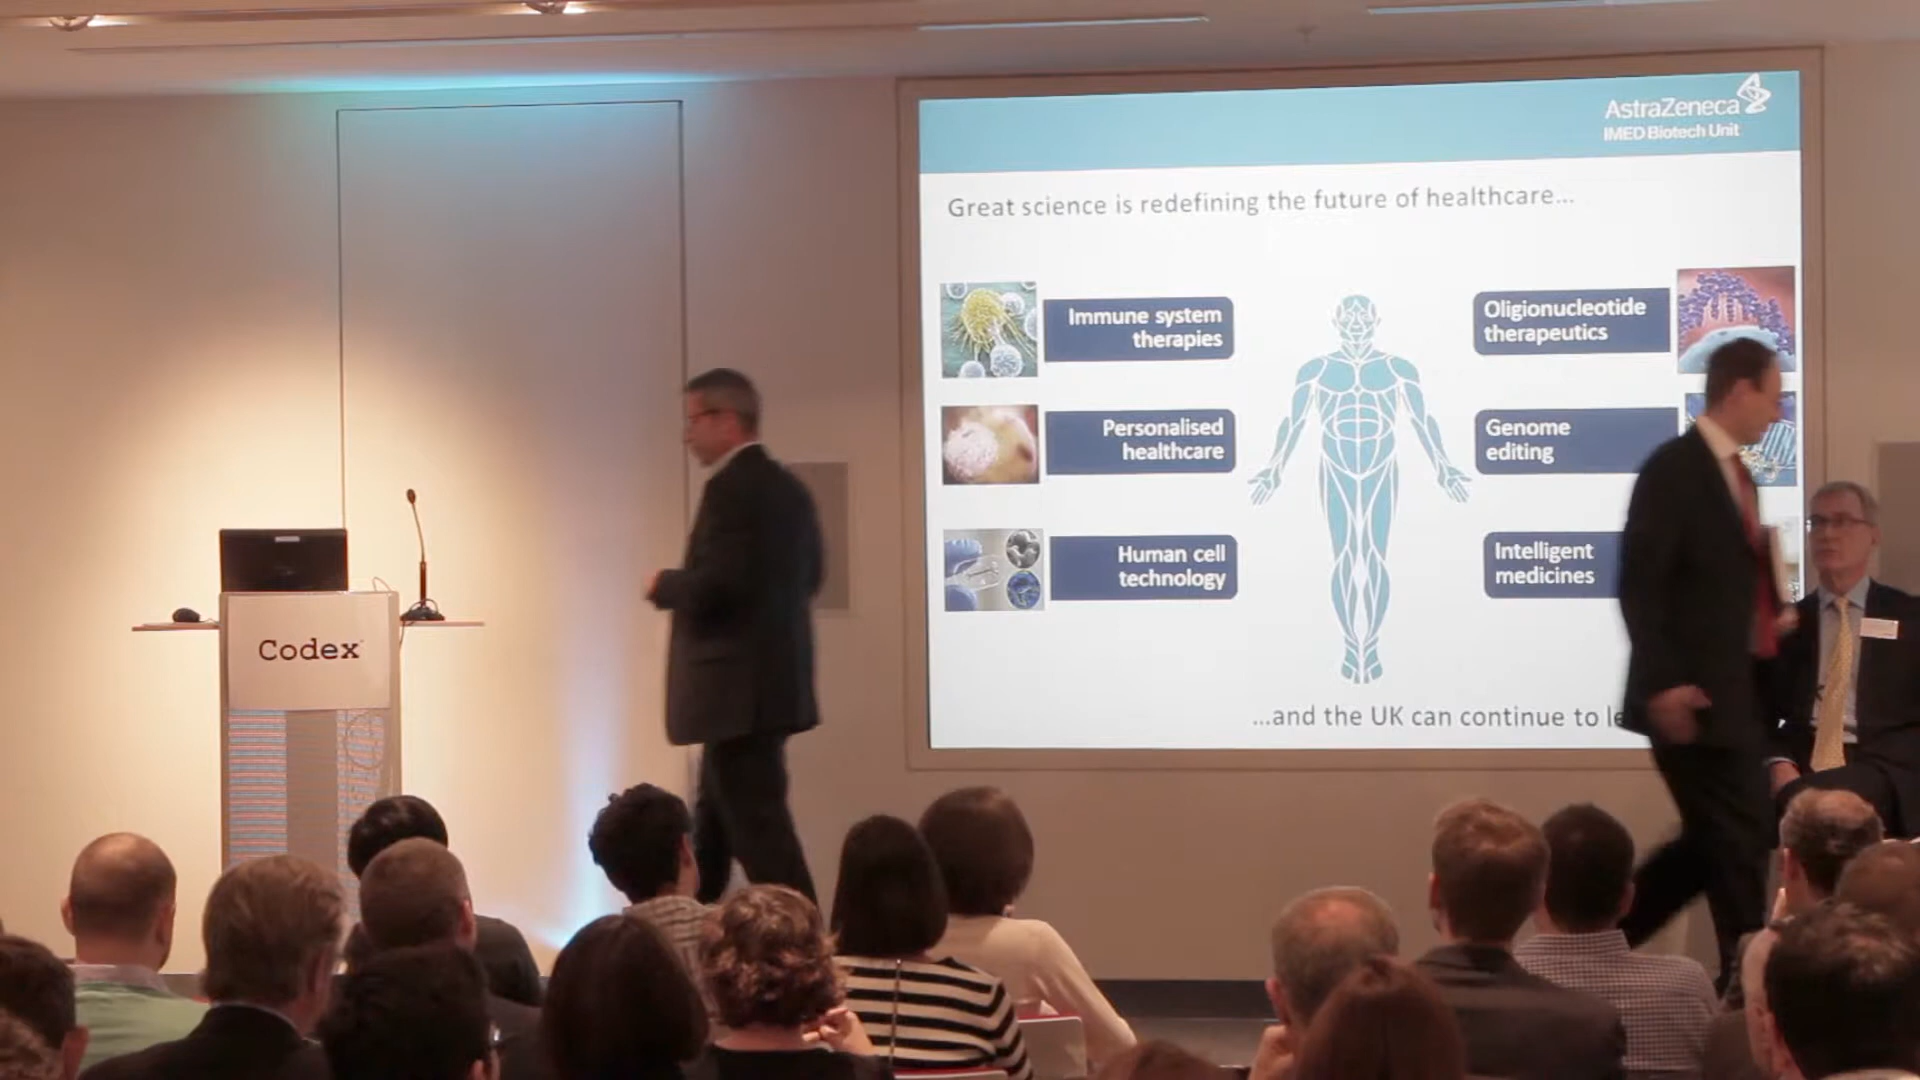 AstraZeneca
IMED Biotech Unit
Great science is redefining the future of healthcare...
Immune system
therapies
Oligionucleotide
therapeutics
Personalised
healthcare
Genome
editing
Human cell
technology
Intelligent
medicines
...and the UK can continue to
Codex